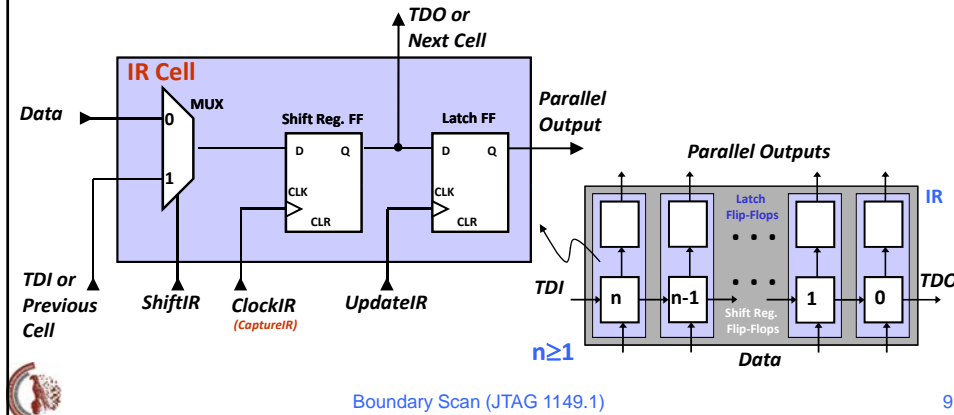 TDO or
Next Cell
IR Cell
MUX
Data
0
1
Shift Reg. FF
D
Q
CLK
CLR
Latch FF
D
Q
CLK
CLR
Parallel
Output
TDI or
Previous
Cell
ShiftIR
ClockIR
(CaptureIR)
UpdateIR
Parallel Outputs
IR
Latch
Flip-Flops
• • •
TDI
n
n-1
• • •
1
0
TDO
Shift Reg.
Flip-Flops
n≥1
Data
Boundary Scan (JTAG 1149.1)
9